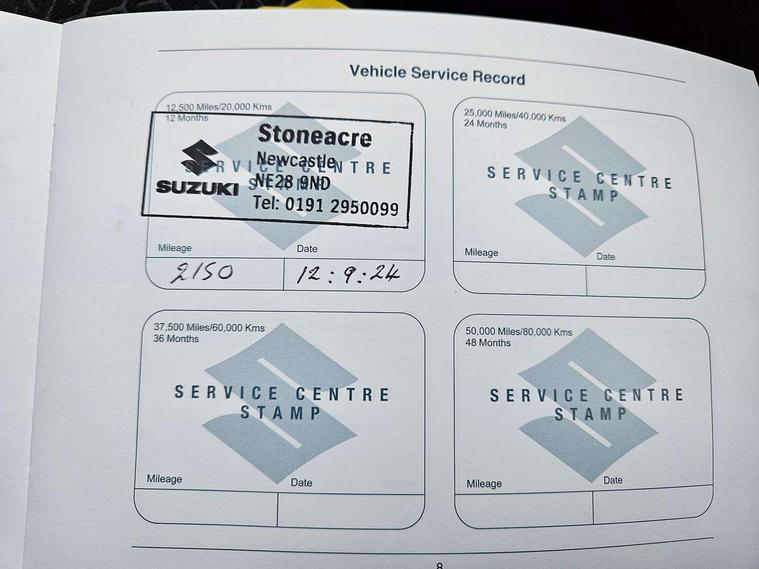 Vehicle Service Record
12,500 Miles/20,000 Kms
12 Months
SERVICE CENTRE
STAMP
Stoneacre
Newcastle
NE28 9ND
Tel: 0191 2950099
SUZUKI
Mileage Date
2150 12:9:24
25,000 Miles/40,000 Kms
24 Months
SERVICE CENTRE
STAMP
Mileage Date
37,500 Miles/60,000 Kms
36 Months
SERVICE CENTRE
STAMP
Mileage Date
50,000 Miles/80,000 Kms
48 Months
SERVICE CENTRE
STAMP
Mileage Date
8